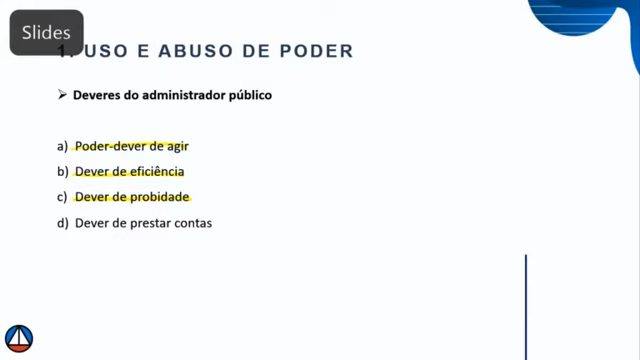 Slides
1. USO E ABUSO DE PODER
➢ Deveres do administrador público
a) Poder-dever de agir
b) Dever de eficiência
c) Dever de probidade
d) Dever de prestar contas